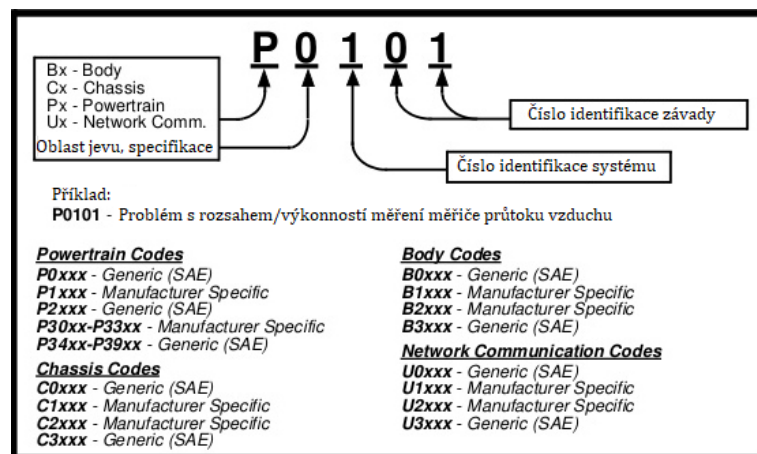 P0101
Bx - Body
Cx - Chassis
Px - Powertrain
Ux - Network Comm.
Oblast jevu, specifikace
Číslo identifikace závady
Číslo identifikace systému
Příklad:
P0101 - Problém s rozsahem/výkonností měření měřiče průtoku vzduchu
Powertrain Codes
P0xxx - Generic (SAE)
P1xxx - Manufacturer Specific
P2xxx - Generic (SAE)
P30xx-P33xx - Manufacturer Specific
P34xx-P39xx - Generic (SAE)
Chassis Codes
C0xxx - Generic (SAE)
C1xxx - Manufacturer Specific
C2xxx - Manufacturer Specific
C3xxx - Generic (SAE)
Body Codes
B0xxx - Generic (SAE)
B1xxx - Manufacturer Specific
B2xxx - Manufacturer Specific
B3xxx - Generic (SAE)
Network Communication Codes
U0xxx - Generic (SAE)
U1xxx - Manufacturer Specific
U2xxx - Manufacturer Specific
U3xxx - Generic (SAE)